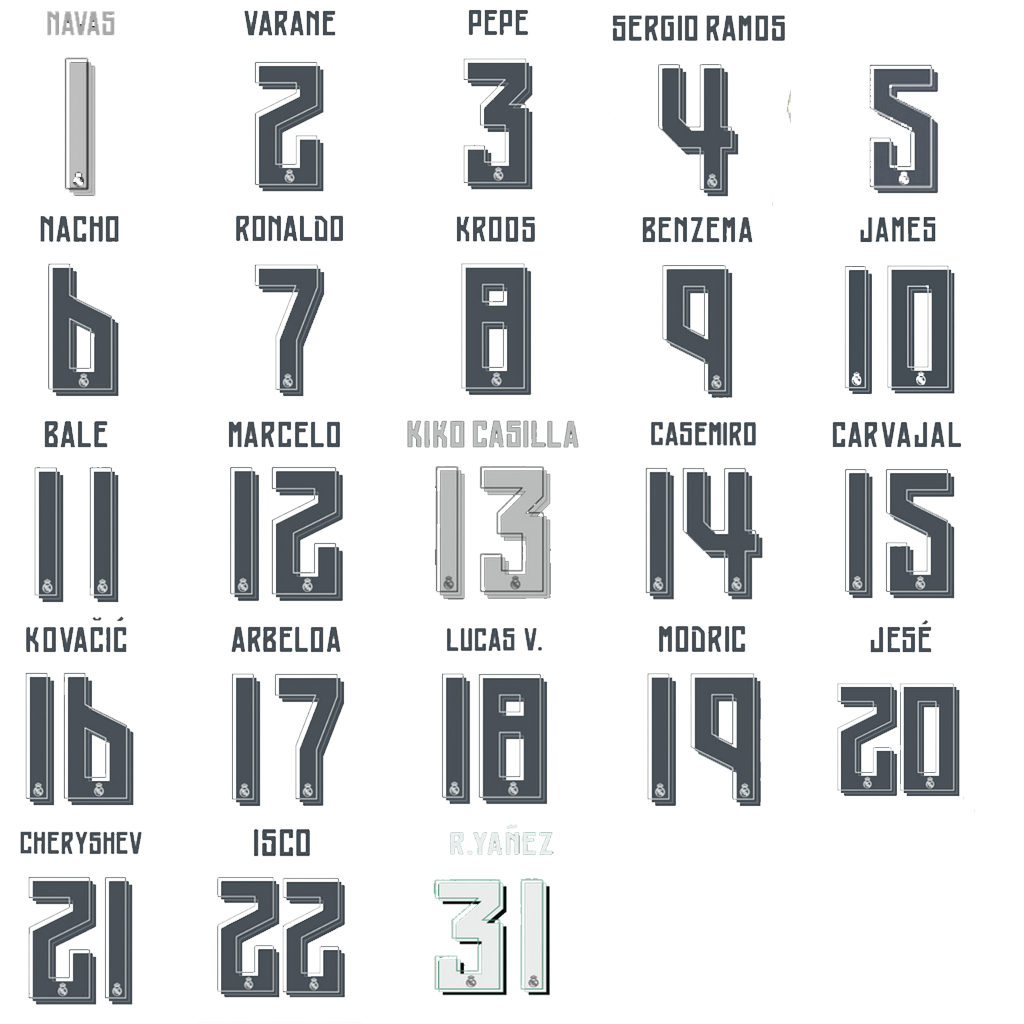 NAVAS VARANE PEPE SERGIO RAMOS
1 2 3 4 5
NACHO RONALDO KROOS BENZEMA JAMES
6 7 8 9 10
BALE MARCELO KIKO CASILLA CASEMIRO CARVAJAL
11 12 13 14 15
KOVAČIĆ ARBELOA LUCAS V. MODRIC JESÉ
16 17 18 19 20
CHERYSHEV ISCO R.YAÑEZ
21 22 31